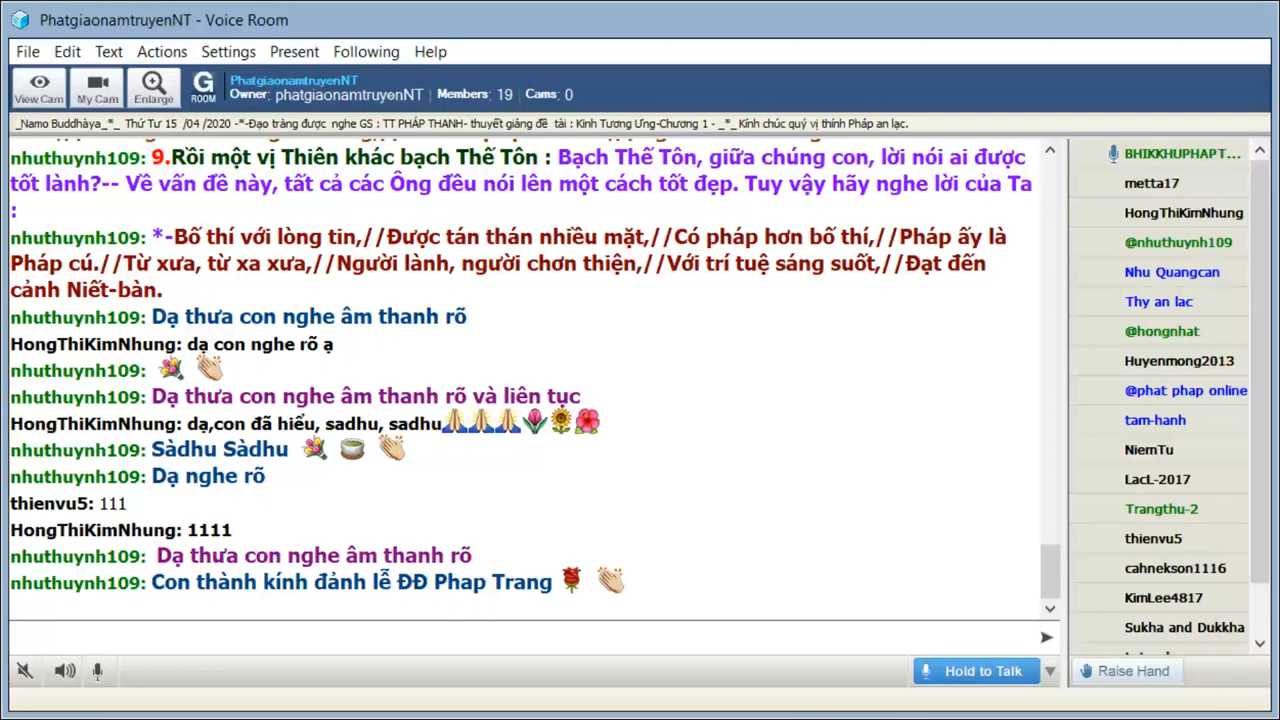 PhatgiaonamtruyenNT - Voice Room
File Edit Text Actions Settings Present Following Help
View Cam My Cam Enlarge G ROOM PhatgiaonamtruyenNT
Owner: phatgiaonamtruyenNT | Members: 19 | Cams: 0
_Namo Buddhàya_*_ Thứ Tư 15 /04 /2020 -*-Đạo tràng được nghe GS : TT PHÁP THANH- thuyết giảng đề tài : Kinh Tương Ưng-Chương 1 - _*_ Kính chúc quý vị thính Pháp an lạc.
nhuthuynh109: 9.Rồi một vị Thiên khác bạch Thế Tôn : Bạch Thế Tôn, giữa chúng con, lời nói ai được
tốt lành?-- Về vấn đề này, tất cả các Ông đều nói lên một cách tốt đẹp. Tuy vậy hãy nghe lời của Ta
:
nhuthuynh109: *-Bố thí với lòng tin,//Được tán thán nhiều mặt,//Có pháp hơn bố thí,//Pháp ấy là
Pháp cú.//Từ xưa, từ xa xưa,//Người lành, người chơn thiện,//Với trí tuệ sáng suốt,//Đạt đến
cảnh Niết-bàn.
nhuthuynh109: Dạ thưa con nghe âm thanh rõ
HongThiKimNhung: dạ con nghe rõ ạ
nhuthuynh109:
nhuthuynh109: Dạ thưa con nghe âm thanh rõ và liên tục
HongThiKimNhung: dạ,con đã hiểu, sadhu, sadhu
nhuthuynh109: Sàdhu Sàdhu
nhuthuynh109: Dạ nghe rõ
thienvu5: 111
HongThiKimNhung: 1111
nhuthuynh109: Dạ thưa con nghe âm thanh rõ
nhuthuynh109: Con thành kính đảnh lễ ĐĐ Phap Trang
BHIKKHUPHAPT...
metta17
HongThiKimNhung
@nhuthuynh109
Nhu Quangcan
Thy an lac
@hongnhat
Huyenmong2013
@phat phap online
tam-hanh
NiemTu
LacL-2017
Trangthu-2
thienvu5
cahnekson1116
KimLee4817
Sukha and Dukkha
Hold to Talk
Raise Hand